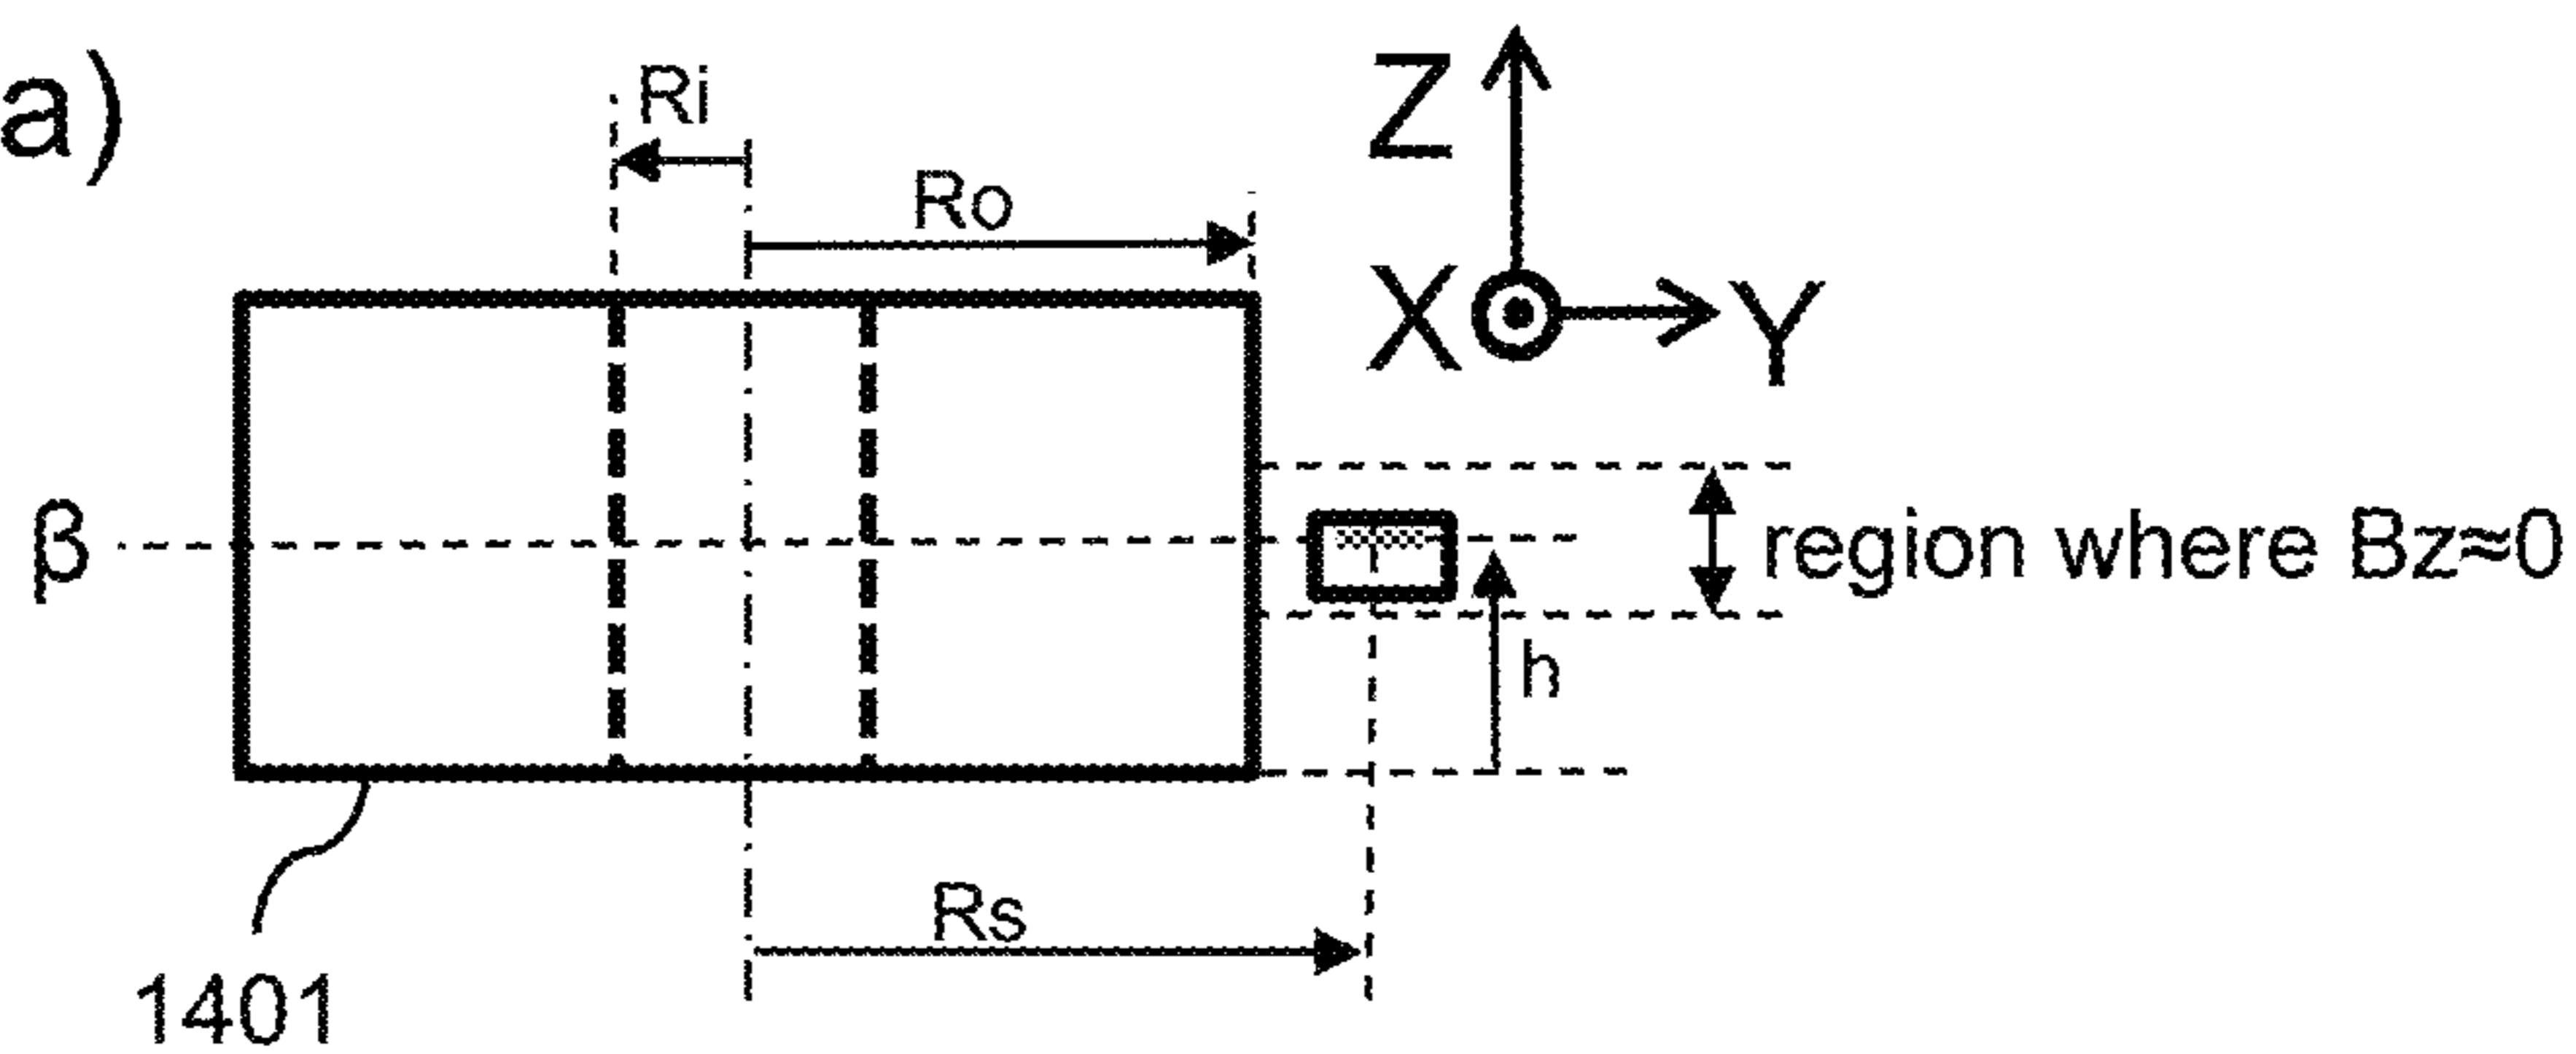 a)
Ri
Z
Ro
X
Y
β
region where Bz≈0
h
Rs
1401